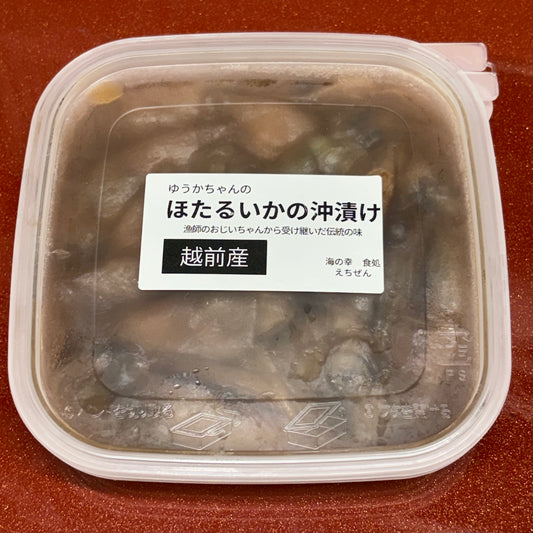 ゆうかちゃんの
ほたるいかの沖漬け
漁師のおじいちゃんから受け継いだ伝統の味
越前産
海の幸　食処
えちぜん